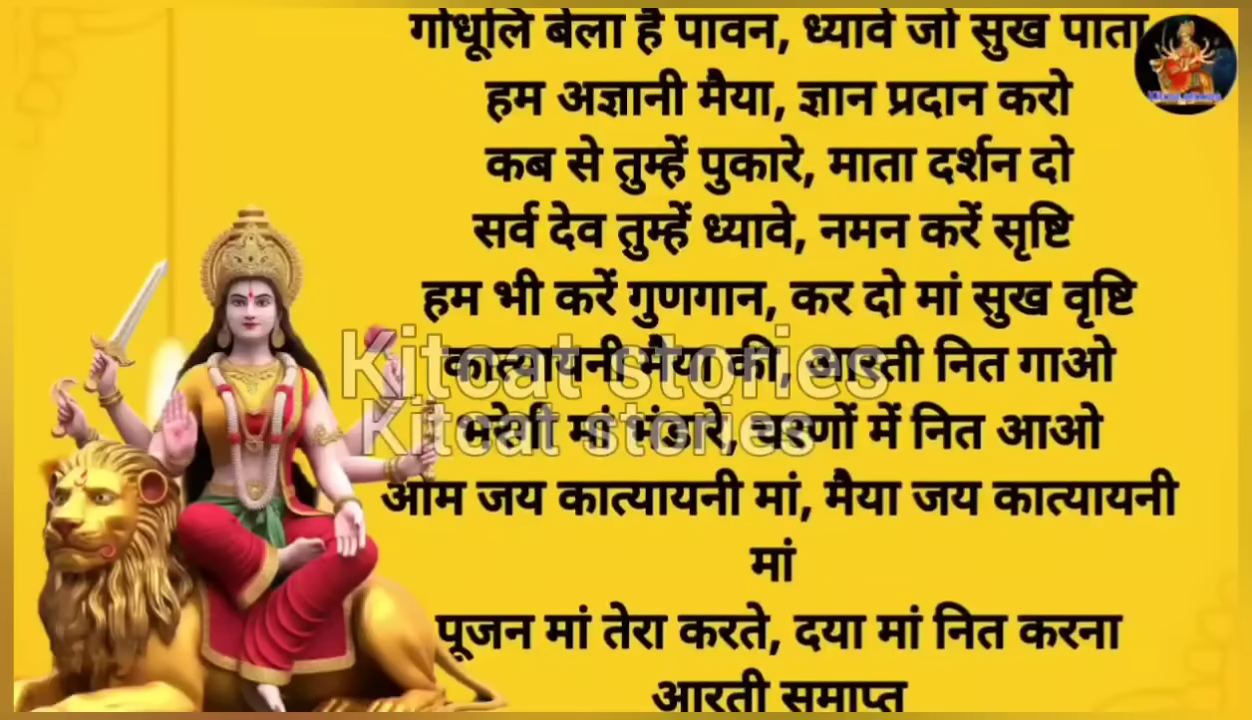 गोधूलि बेला है पावन, ध्यावे जो सुख पाता
हम अज्ञानी मैया, ज्ञान प्रदान करो
कब से तुम्हें पुकारे, माता दर्शन दो
सर्व देव तुम्हें ध्यावे, नमन करें सृष्टि
हम भी करें गुणगान, कर दो मां सुख वृष्टि
Kitcat stories
कात्यायनी मैया की, आरती नित गाओ
Kitcat stories
भरेगी मां भंडारे, चरणों में नित आओ
ओम जय कात्यायनी मां, मैया जय कात्यायनी
मां
पूजन मां तेरा करते, दया मां नित करना
आरती समाप्त